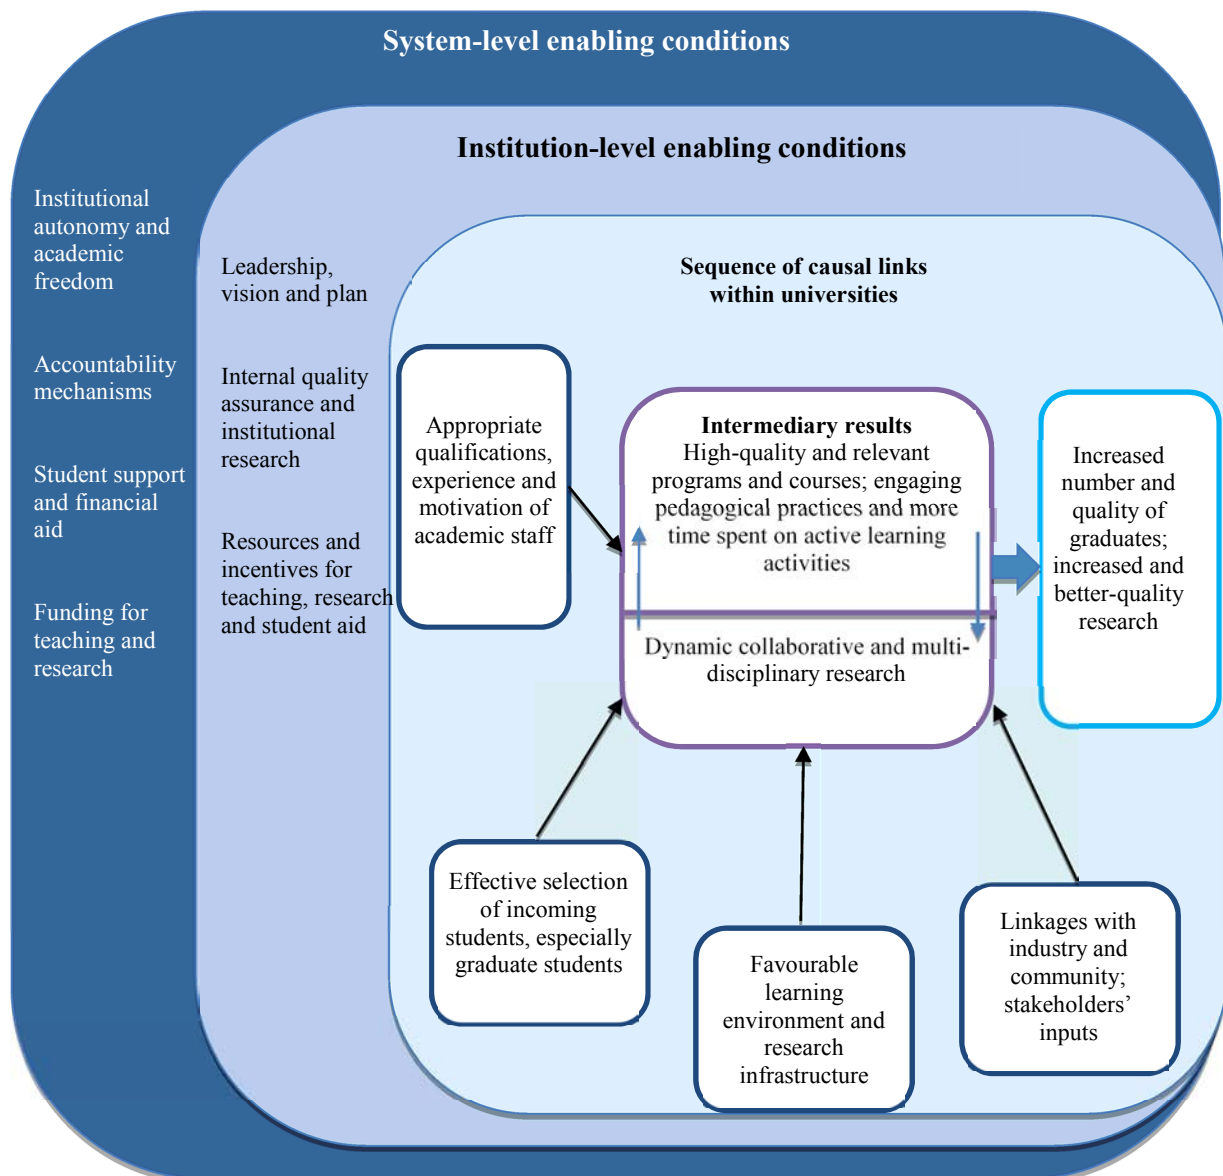 System-level enabling conditions
Institution-level enabling conditions
Institutional
autonomy and
academic
freedom
Accountability
mechanisms
Student support
and financial
aid
Funding for
teaching and
research
Leadership,
vision and plan
Internal quality
assurance and
institutional
research
Resources and
incentives for
teaching, research
and student aid
Sequence of causal links
within universities
Appropriate
qualifications,
experience and
motivation of
academic staff
Intermediary results
High-quality and relevant
programs and courses; engaging
pedagogical practices and more
time spent on active learning
activities
Dynamic collaborative and multi-
disciplinary research
Increased
number and
quality of
graduates;
increased and
better-quality
research
Effective selection
of incoming
students, especially
graduate students
Favourable
learning
environment and
research
infrastructure
Linkages with
industry and
community;
stakeholders’
inputs